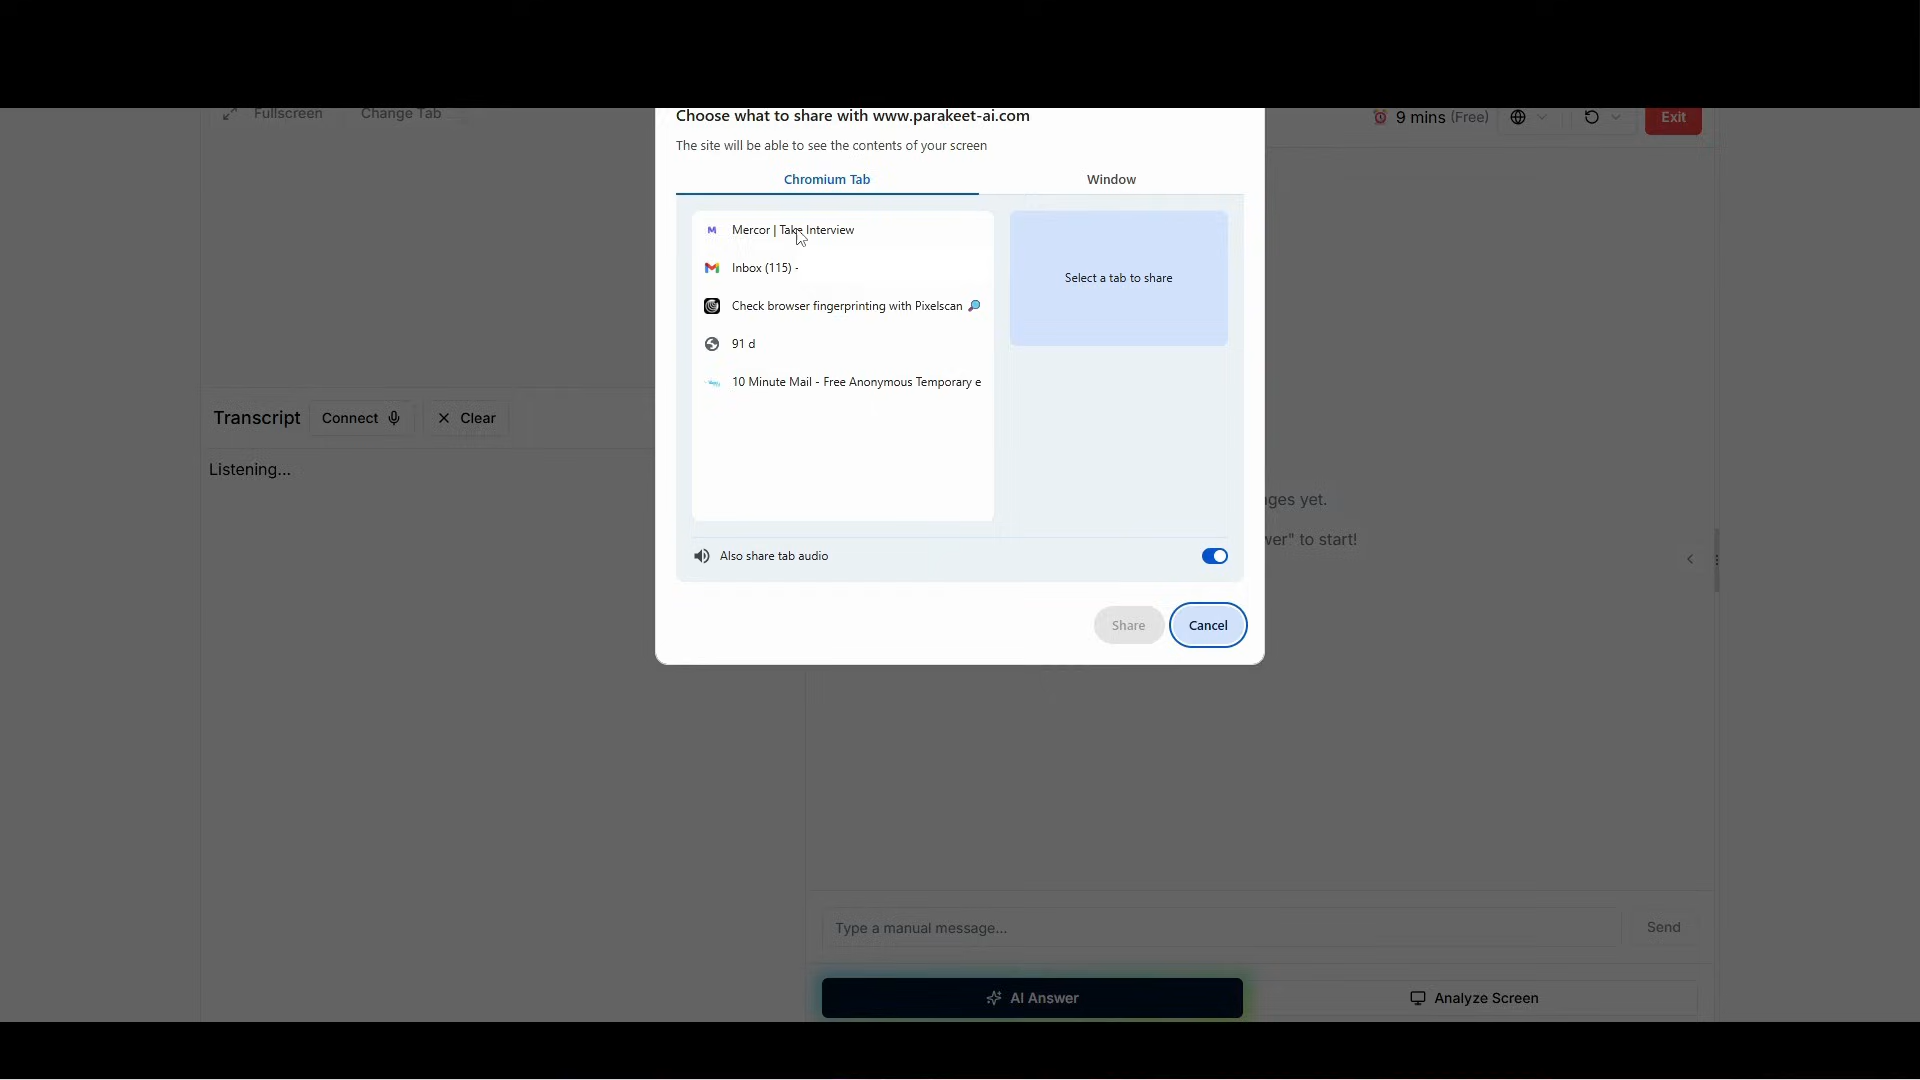 Choose what to share with www.parakeet-ai.com
Fullscreen
Change Tab
9 mins (Free)
Exit
The site will be able to see the contents of your screen
Chromium Tab
Window
Mercor | Take Interview
Inbox (115) -
Select a tab to share
Check browser fingerprinting with Pixelscan
91 d
10 Minute Mail - Free Anonymous Temporary e
Transcript
Connect
Clear
Listening...
yet.
to start!
Also share tab audio
Share
Cancel
Type a manual message...
Send
AI Answer
Analyze Screen